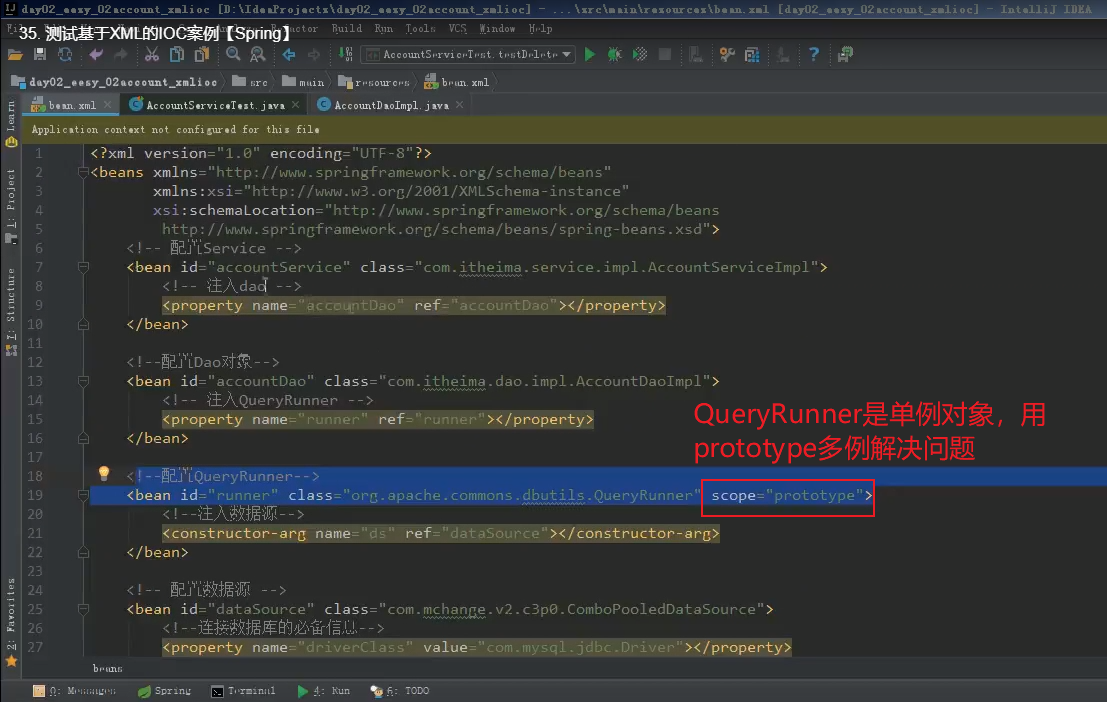 day02_eesy_02account_xmlioc [D:\IdeaProjects\day02_eesy_02account_xmlioc] - ...\src\main\resources\bean.xml [day02_eesy_02account_xmlioc] - IntelliJ IDEA
35. 测试基于XML的IOC案例【Spring】
Build Run Tools VCS Window Help
AccountServiceTest.testDelete
day02_eesy_02account_xmlioc src main resources bean.xml
bean.xml AccountServiceTest.java AccountDaoImpl.java
Application context not configured for this file
1 <?xml version="1.0" encoding="UTF-8"?>
2 <beans xmlns="http://www.springframework.org/schema/beans"
3 xmlns:xsi="http://www.w3.org/2001/XMLSchema-instance"
4 xsi:schemaLocation="http://www.springframework.org/schema/beans
5 http://www.springframework.org/schema/beans/spring-beans.xsd">
6 <!-- 配置Service -->
7 <bean id="accountService" class="com.itheima.service.impl.AccountServiceImpl">
8 <!-- 注入dao -->
9 <property name="accountDao" ref="accountDao"></property>
10 </bean>
11
12 <!--配置Dao对象-->
13 <bean id="accountDao" class="com.itheima.dao.impl.AccountDaoImpl">
14 <!-- 注入QueryRunner -->
15 <property name="runner" ref="runner"></property>
16 </bean>
QueryRunner是单例对象，用
prototype多例解决问题
17
18 <!--配置QueryRunner-->
19 <bean id="runner" class="org.apache.commons.dbutils.QueryRunner" scope="prototype">
20 <!--注入数据源-->
21 <constructor-arg name="ds" ref="dataSource"></constructor-arg>
22 </bean>
23
24 <!-- 配置数据源 -->
25 <bean id="dataSource" class="com.mchange.v2.c3p0.ComboPooledDataSource">
26 <!--连接数据库的必备信息-->
27 <property name="driverClass" value="com.mysql.jdbc.Driver"></property>
beans
0: Messages Spring Terminal 4: Run 6: TODO
Learn
1: Project
7: Structure
2: Favorites